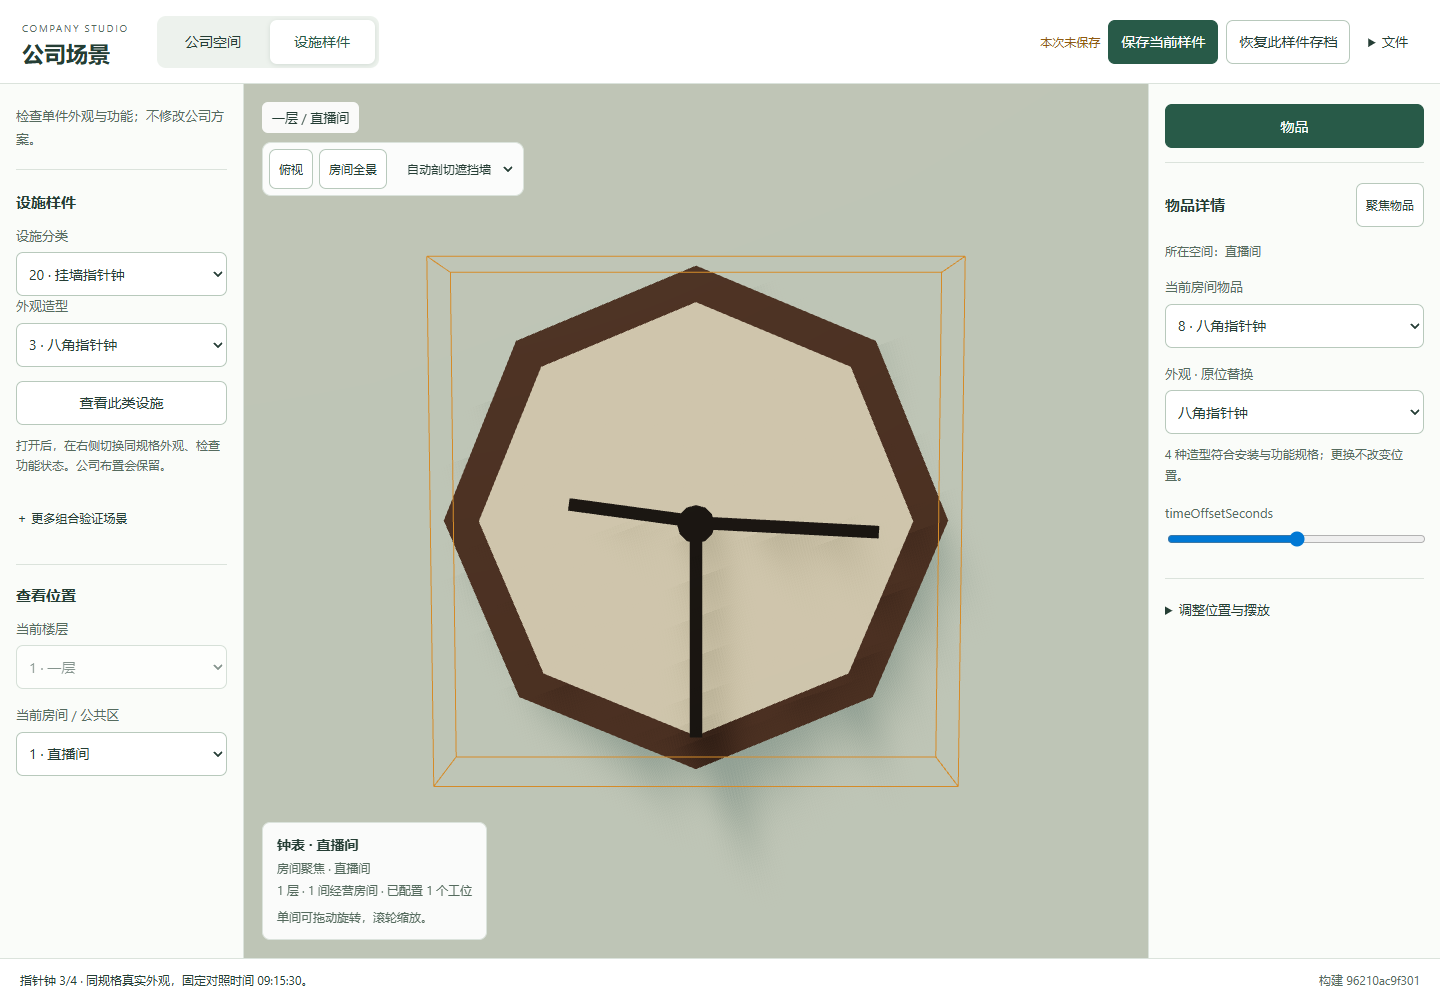 COMPANY STUDIO
公司场景
公司空间
设施样件
本次未保存
保存当前样件
恢复此样件存档
文件
检查单件外观与功能；不修改公司方
案。
设施样件
设施分类
20 · 挂墙指针钟
外观造型
3 · 八角指针钟
查看此类设施
打开后，在右侧切换同规格外观、检查
功能状态。公司布置会保留。
+ 更多组合验证场景
查看位置
当前楼层
1 · 一层
当前房间 / 公共区
1 · 直播间
一层 / 直播间
俯视
房间全景
自动剖切遮挡墙
钟表 · 直播间
房间聚焦 · 直播间
1 层 · 1 间经营房间 · 已配置 1 个工位
单间可拖动旋转，滚轮缩放。
物品
物品详情
聚焦物品
所在空间：直播间
当前房间物品
8 · 八角指针钟
外观 · 原位替换
八角指针钟
4 种造型符合安装与功能规格；更换不改变位
置。
timeOffsetSeconds
调整位置与摆放
指针钟 3/4 · 同规格真实外观，固定对照时间 09:15:30。
构建 96210ac9f301